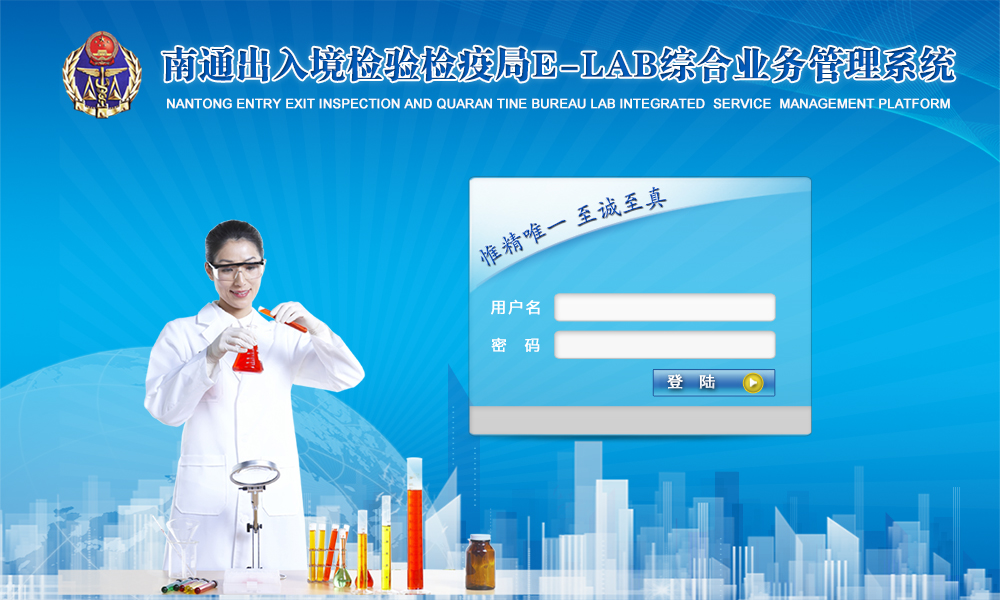 南通出入境检验检疫局E-LAB综合业务管理系统
NANTONG ENTRY EXIT INSPECTION AND QUARAN TINE BUREAU LAB INTEGRATED SERVICE MANAGEMENT PLATFORM
惟精唯一 至诚至真
用户名
密 码
登 陆